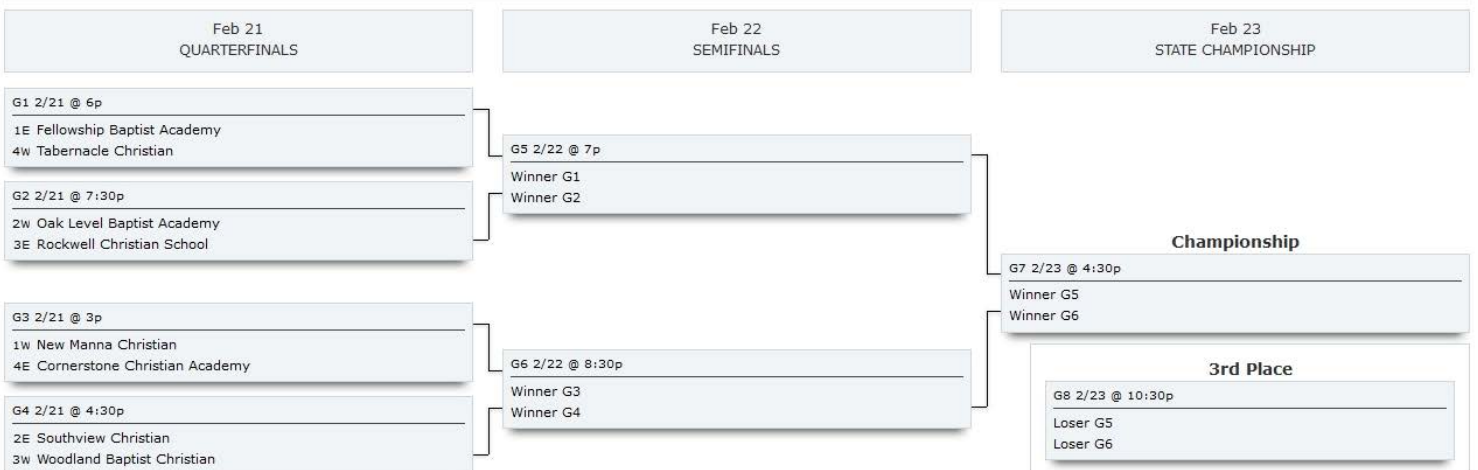 Feb 21
QUARTERFINALS
Feb 22
SEMIFINALS
Feb 23
STATE CHAMPIONSHIP
G1 2/21 @ 6p
1E Fellowship Baptist Academy
4W Tabernacle Christian
G2 2/21 @ 7:30p
2W Oak Level Baptist Academy
3E Rockwell Christian School
G3 2/21 @ 3p
1W New Manna Christian
4E Cornerstone Christian Academy
G4 2/21 @ 4:30p
2E Southview Christian
3W Woodland Baptist Christian
G5 2/22 @ 7p
Winner G1
Winner G2
G6 2/22 @ 8:30p
Winner G3
Winner G4
Championship
G7 2/23 @ 4:30p
Winner G5
Winner G6
3rd Place
G8 2/23 @ 10:30p
Loser G5
Loser G6